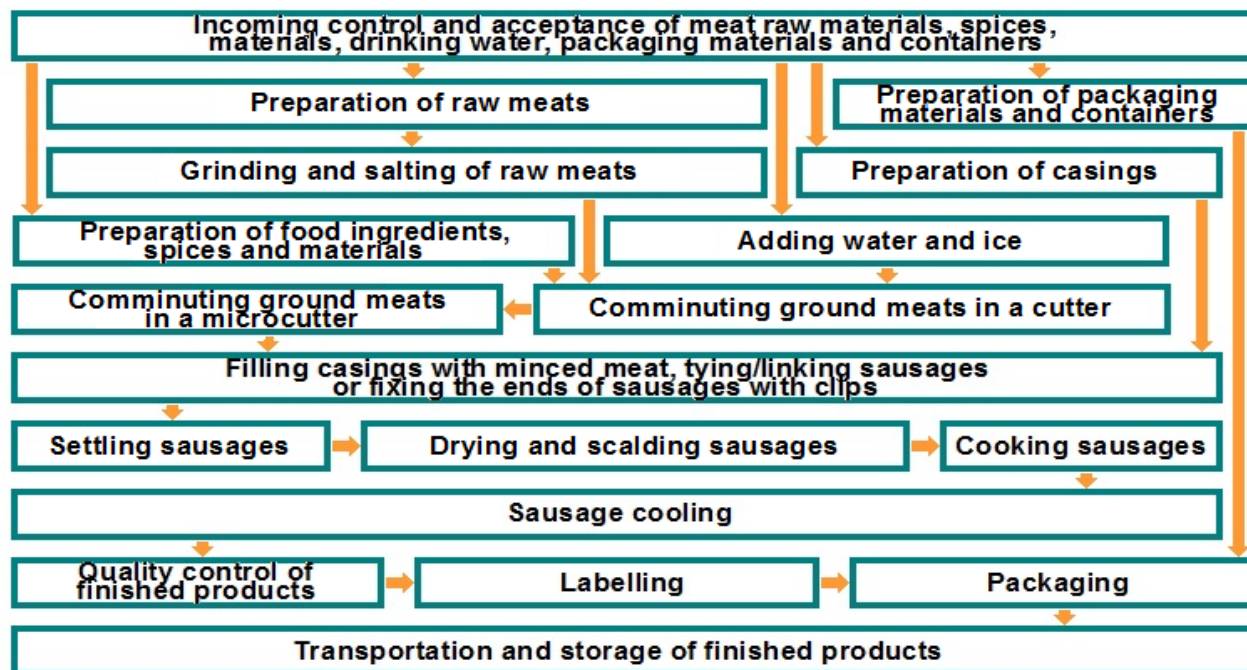 Incoming control and acceptance of meat raw materials, spices,
materials, drinking water, packaging materials and containers
Preparation of raw meats
Preparation of packaging
materials and containers
Grinding and salting of raw meats
Preparation of casings
Preparation of food ingredients,
spices and materials
Adding water and ice
Comminuting ground meats
in a microcutter
Comminuting ground meats in a cutter
Filling casings with minced meat, tying/linking sausages
or fixing the ends of sausages with clips
Settling sausages
Drying and scalding sausages
Cooking sausages
Sausage cooling
Quality control of
finished products
Labelling
Packaging
Transportation and storage of finished products